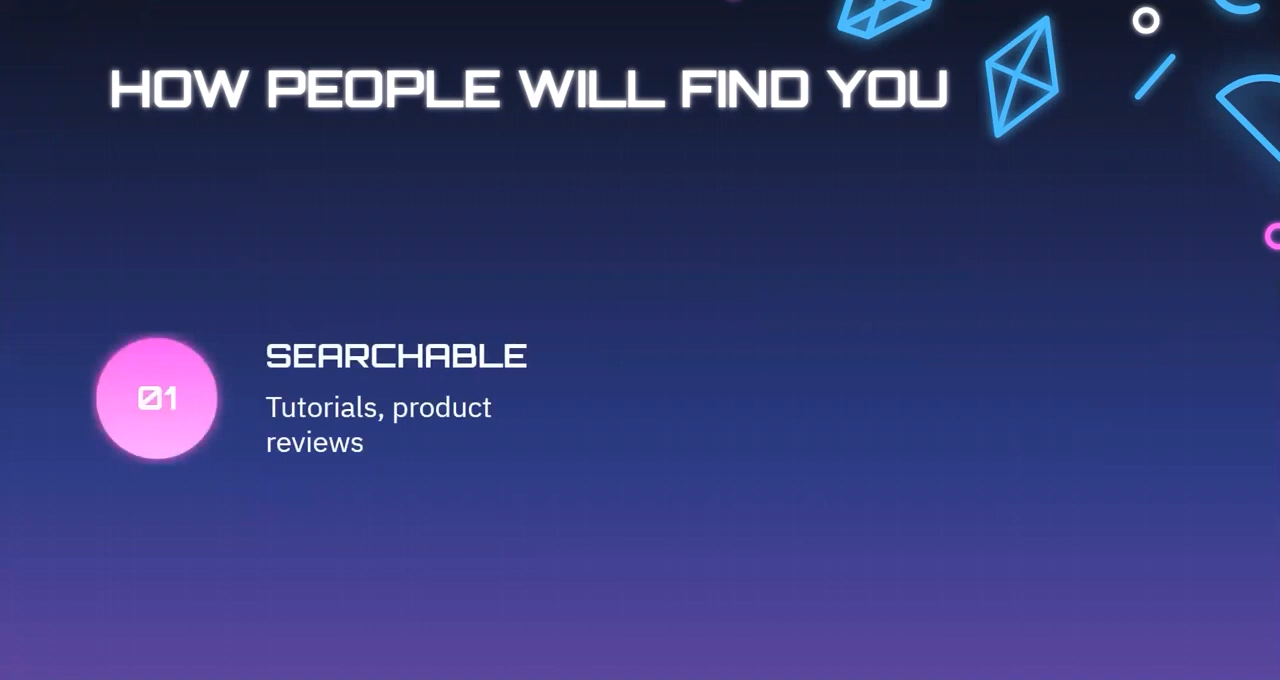 HOW PEOPLE WILL FIND YOU
01
SEARCHABLE
Tutorials, product
reviews